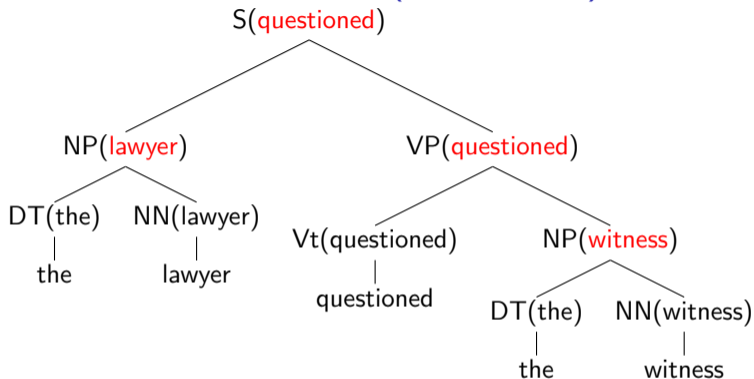 S(questioned)
NP(lawyer) VP(questioned)
DT(the) NN(lawyer)
Vt(questioned) NP(witness)
the lawyer
questioned
DT(the) NN(witness)
the witness